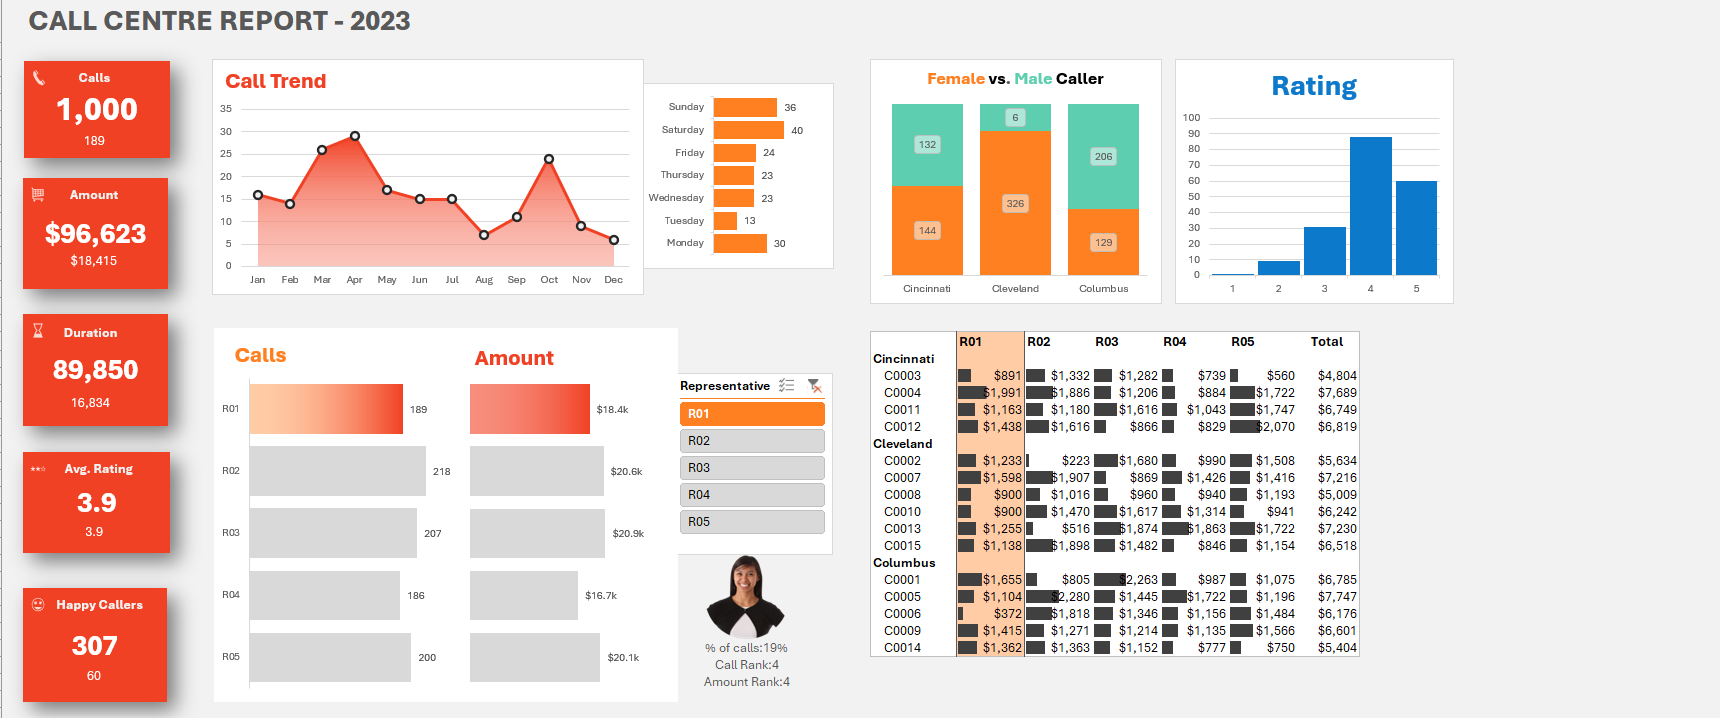 CALL CENTRE REPORT - 2023
Calls
1,000
189
Amount
$96,623
$18,415
Duration
89,850
16,834
Avg. Rating
3.9
3.9
Happy Callers
307
60
Call Trend
35
30
25
20
15
10
5
0
Jan Feb Mar Apr May Jun Jul Aug Sep Oct Nov Dec
Sunday 36
Saturday 40
Friday 24
Thursday 23
Wednesday 23
Tuesday 13
Monday 30
Female vs. Male Caller
132 6 206
144 326 129
Cincinnati Cleveland Columbus
Rating
100
90
80
70
60
50
40
30
20
10
0
1 2 3 4 5
Calls
R01 189
R02 218
R03 207
R04 186
R05 200
Amount
$18.4k
$20.6k
$20.9k
$16.7k
$20.1k
Representative
R01
R02
R03
R04
R05
% of calls:19%
Call Rank:4
Amount Rank:4
R01 R02 R03 R04 R05 Total
Cincinnati
C0003 $891 $1,332 $1,282 $739 $560 $4,804
C0004 $1,991 $1,886 $1,206 $884 $1,722 $7,689
C0011 $1,163 $1,180 $1,616 $1,043 $1,747 $6,749
C0012 $1,438 $1,616 $866 $829 $2,070 $6,819
Cleveland
C0002 $1,233 $223 $1,680 $990 $1,508 $5,634
C0007 $1,598 $1,907 $869 $1,426 $1,416 $7,216
C0008 $900 $1,016 $960 $940 $1,193 $5,009
C0010 $900 $1,470 $1,617 $1,314 $941 $6,242
C0013 $1,255 $516 $1,874 $1,863 $1,722 $7,230
C0015 $1,138 $1,898 $1,482 $846 $1,154 $6,518
Columbus
C0001 $1,655 $805 $2,263 $987 $1,075 $6,785
C0005 $1,104 $2,280 $1,445 $1,722 $1,196 $7,747
C0006 $372 $1,818 $1,346 $1,156 $1,484 $6,176
C0009 $1,415 $1,271 $1,214 $1,135 $1,566 $6,601
C0014 $1,362 $1,363 $1,152 $777 $750 $5,404